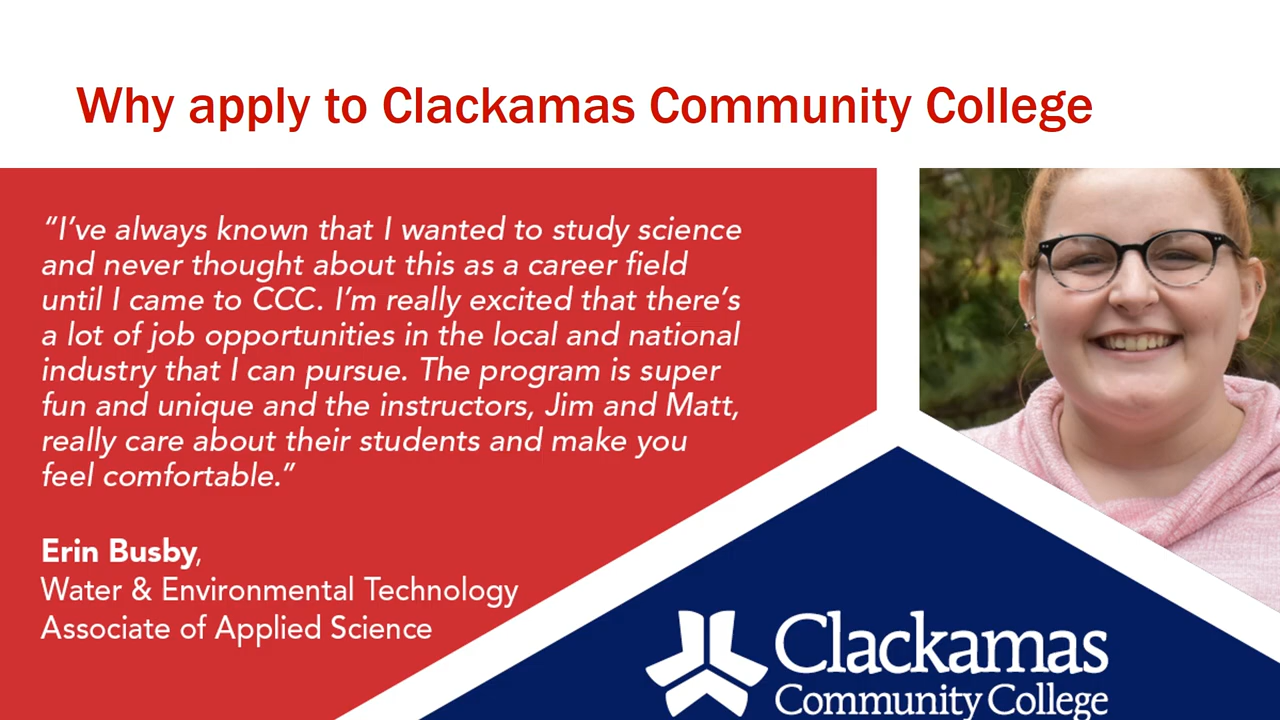 Why apply to Clackamas Community College
“I’ve always known that I wanted to study science
and never thought about this as a career field
until I came to CCC. I’m really excited that there’s
a lot of job opportunities in the local and national
industry that I can pursue. The program is super
fun and unique and the instructors, Jim and Matt,
really care about their students and make you
feel comfortable.”
Erin Busby,
Water & Environmental Technology
Associate of Applied Science
Clackamas
Community College